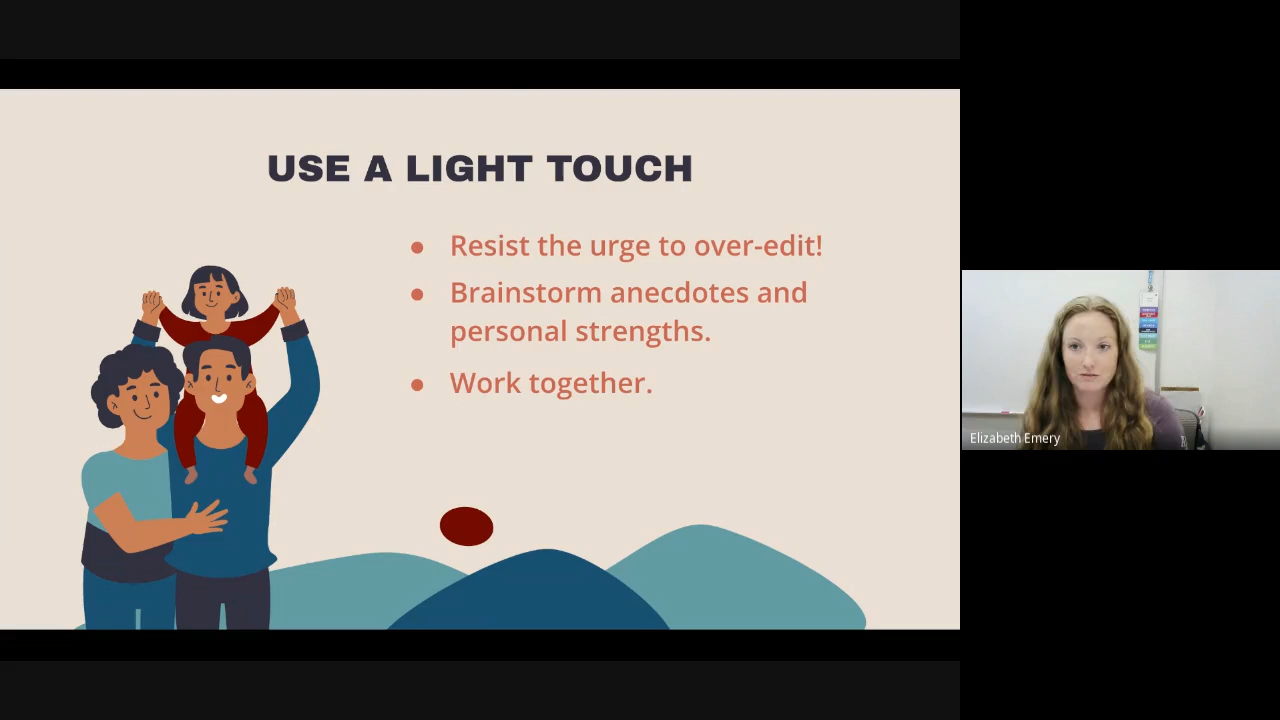 USE A LIGHT TOUCH
● Resist the urge to over-edit!
● Brainstorm anecdotes and
personal strengths.
● Work together.
Elizabeth Emery